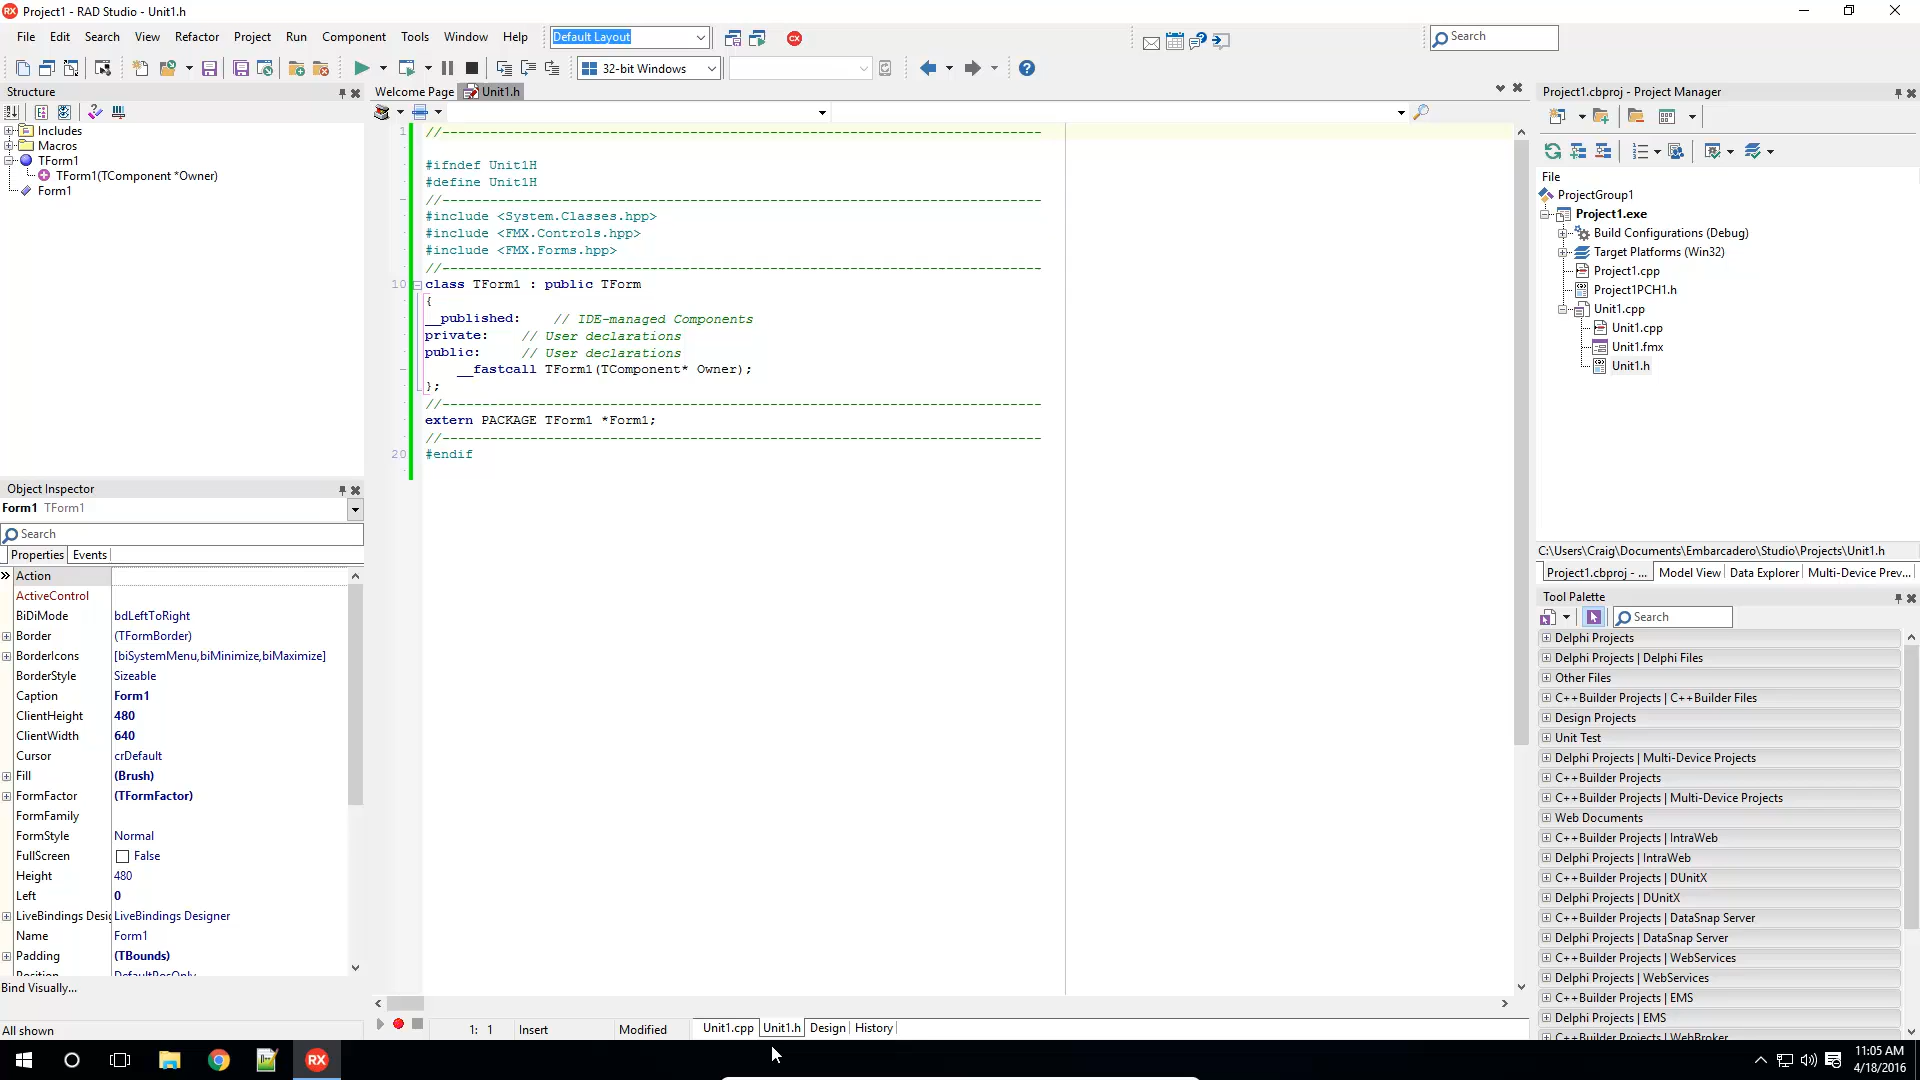 Project1 - RAD Studio - Unit1.h
File Edit Search View Refactor Project Run Component Tools Window Help Default Layout
Search
32-bit Windows
Structure
Includes
Macros
TForm1
TForm1(TComponent *Owner)
Form1
Object Inspector
Form1 TForm1
Search
Properties Events
Action
ActiveControl
BiDiMode bdLeftToRight
Border (TFormBorder)
BorderIcons [biSystemMenu,biMinimize,biMaximize]
BorderStyle Sizeable
Caption Form1
ClientHeight 480
ClientWidth 640
Cursor crDefault
Fill (Brush)
FormFactor (TFormFactor)
FormFamily
FormStyle Normal
FullScreen False
Height 480
Left 0
LiveBindings Desig LiveBindings Designer
Name Form1
Padding (TBounds)
Position DefaultPosOnly
Bind Visually...
All shown
Welcome Page Unit1.h
1 //---------------------------------------------------------------------------
#ifndef Unit1H
#define Unit1H
//---------------------------------------------------------------------------
#include <System.Classes.hpp>
#include <FMX.Controls.hpp>
#include <FMX.Forms.hpp>
//---------------------------------------------------------------------------
10 class TForm1 : public TForm
{
__published: // IDE-managed Components
private: // User declarations
public: // User declarations
__fastcall TForm1(TComponent* Owner);
};
//---------------------------------------------------------------------------
extern PACKAGE TForm1 *Form1;
//---------------------------------------------------------------------------
20 #endif
1: 1 Insert Modified Unit1.cpp Unit1.h Design History
Project1.cbproj - Project Manager
File
ProjectGroup1
Project1.exe
Build Configurations (Debug)
Target Platforms (Win32)
Project1.cpp
Project1PCH1.h
Unit1.cpp
Unit1.cpp
Unit1.fmx
Unit1.h
C:\Users\Craig\Documents\Embarcadero\Studio\Projects\Unit1.h
Project1.cbproj - ... Model View Data Explorer Multi-Device Prev...
Tool Palette
Search
Delphi Projects
Delphi Projects | Delphi Files
Other Files
C++Builder Projects | C++Builder Files
Design Projects
Unit Test
Delphi Projects | Multi-Device Projects
C++Builder Projects
C++Builder Projects | Multi-Device Projects
Web Documents
C++Builder Projects | IntraWeb
Delphi Projects | IntraWeb
C++Builder Projects | DUnitX
Delphi Projects | DUnitX
C++Builder Projects | DataSnap Server
Delphi Projects | DataSnap Server
C++Builder Projects | WebServices
Delphi Projects | WebServices
C++Builder Projects | EMS
Delphi Projects | EMS
C++Builder Projects | WebBroker
RX
11:05 AM
4/18/2016